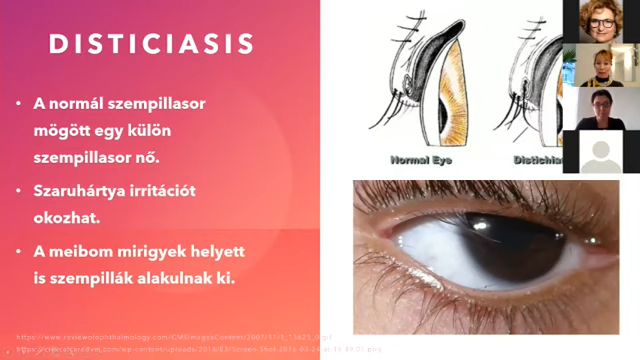 DISTICIASIS
• A normál szempillasor
mögött egy külön
szempillasor nő.
• Szaruhártya irritációt
okozhat.
• A meibom mirigyek helyett
is szempillák alakulnak ki.
Normal Eye
Distichia